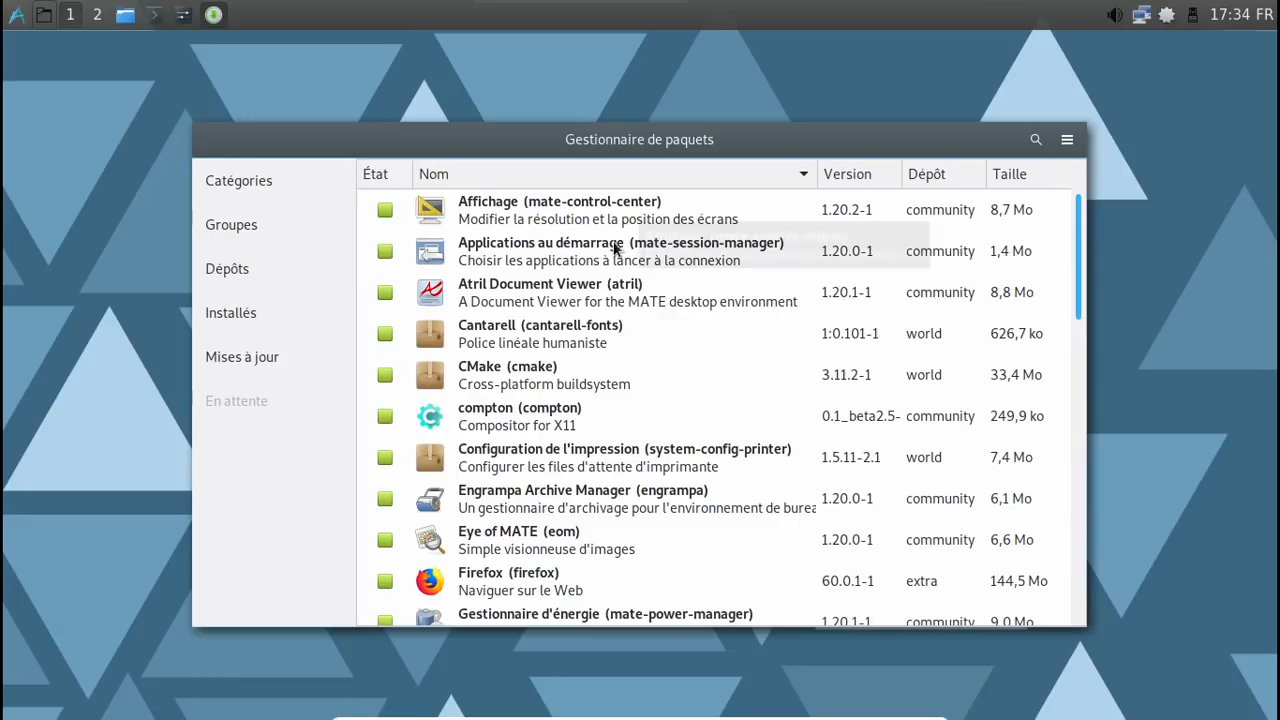 1 2 17:34 FR
Gestionnaire de paquets
Catégories
Groupes
Dépôts
Installés
Mises à jour
En attente
État Nom Version Dépôt Taille
Affichage (mate-control-center)
Modifier la résolution et la position des écrans
1.20.2-1 community 8,7 Mo
Applications au démarrage (mate-session-manager)
Choisir les applications à lancer à la connexion
1.20.0-1 community 1,4 Mo
Atril Document Viewer (atril)
A Document Viewer for the MATE desktop environment
1.20.1-1 community 8,8 Mo
Cantarell (cantarell-fonts)
Police linéale humaniste
1:0.101-1 world 626,7 ko
CMake (cmake)
Cross-platform buildsystem
3.11.2-1 world 33,4 Mo
compton (compton)
Compositor for X11
0.1_beta2.5- community 249,9 ko
Configuration de l'impression (system-config-printer)
Configurer les files d'attente d'imprimante
1.5.11-2.1 world 7,4 Mo
Engrampa Archive Manager (engrampa)
Un gestionnaire d'archivage pour l'environnement de burea
1.20.0-1 community 6,1 Mo
Eye of MATE (eom)
Simple visionneuse d'images
1.20.0-1 community 6,6 Mo
Firefox (firefox)
Naviguer sur le Web
60.0.1-1 extra 144,5 Mo
Gestionnaire d'énergie (mate-power-manager)
1.20.1-1 community 9,0 Mo